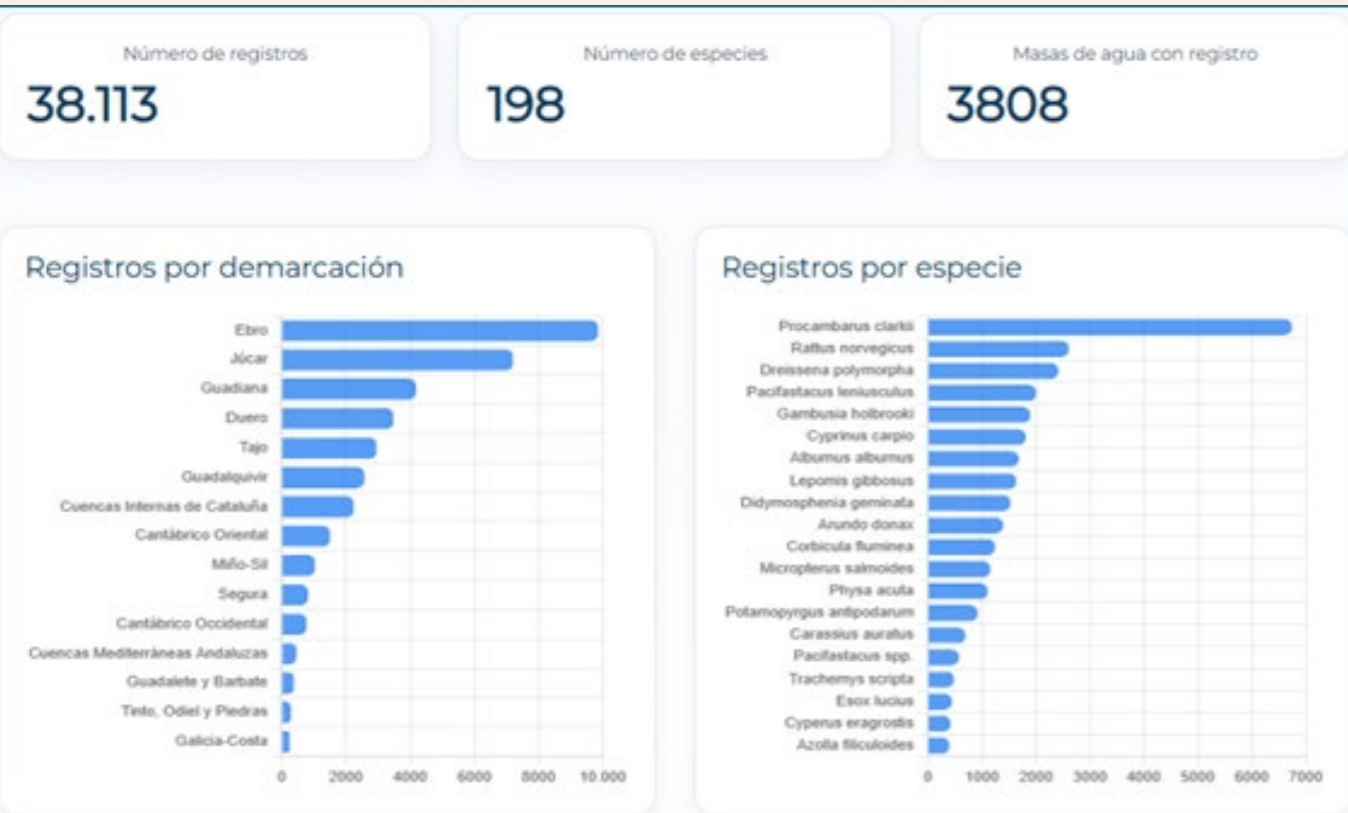 Número de registros
38.113
Número de especies
198
Masas de agua con registro
3808
Registros por demarcación
Ebro
Júcar
Guadiana
Duero
Tajo
Guadalquivir
Cuencas Internas de Cataluña
Cantábrico Oriental
Miño-Sil
Segura
Cantábrico Occidental
Cuencas Mediterráneas Andaluzas
Guadalete y Barbate
Tinto, Odiel y Piedras
Galicia-Costa
0 2000 4000 6000 8000 10.000
Registros por especie
Procambarus clarkii
Rattus norvegicus
Dreissena polymorpha
Pacifastacus leniusculus
Gambusia holbrooki
Cyprinus carpio
Alburnus alburnus
Lepomis gibbosus
Didymosphenia geminata
Arundo donax
Corbicula fluminea
Micropterus salmoides
Physa acuta
Potamopyrgus antipodarum
Carassius auratus
Pacifastacus spp.
Trachemys scripta
Esox lucius
Cyperus eragrostis
Azolla filiculoides
0 1000 2000 3000 4000 5000 6000 7000